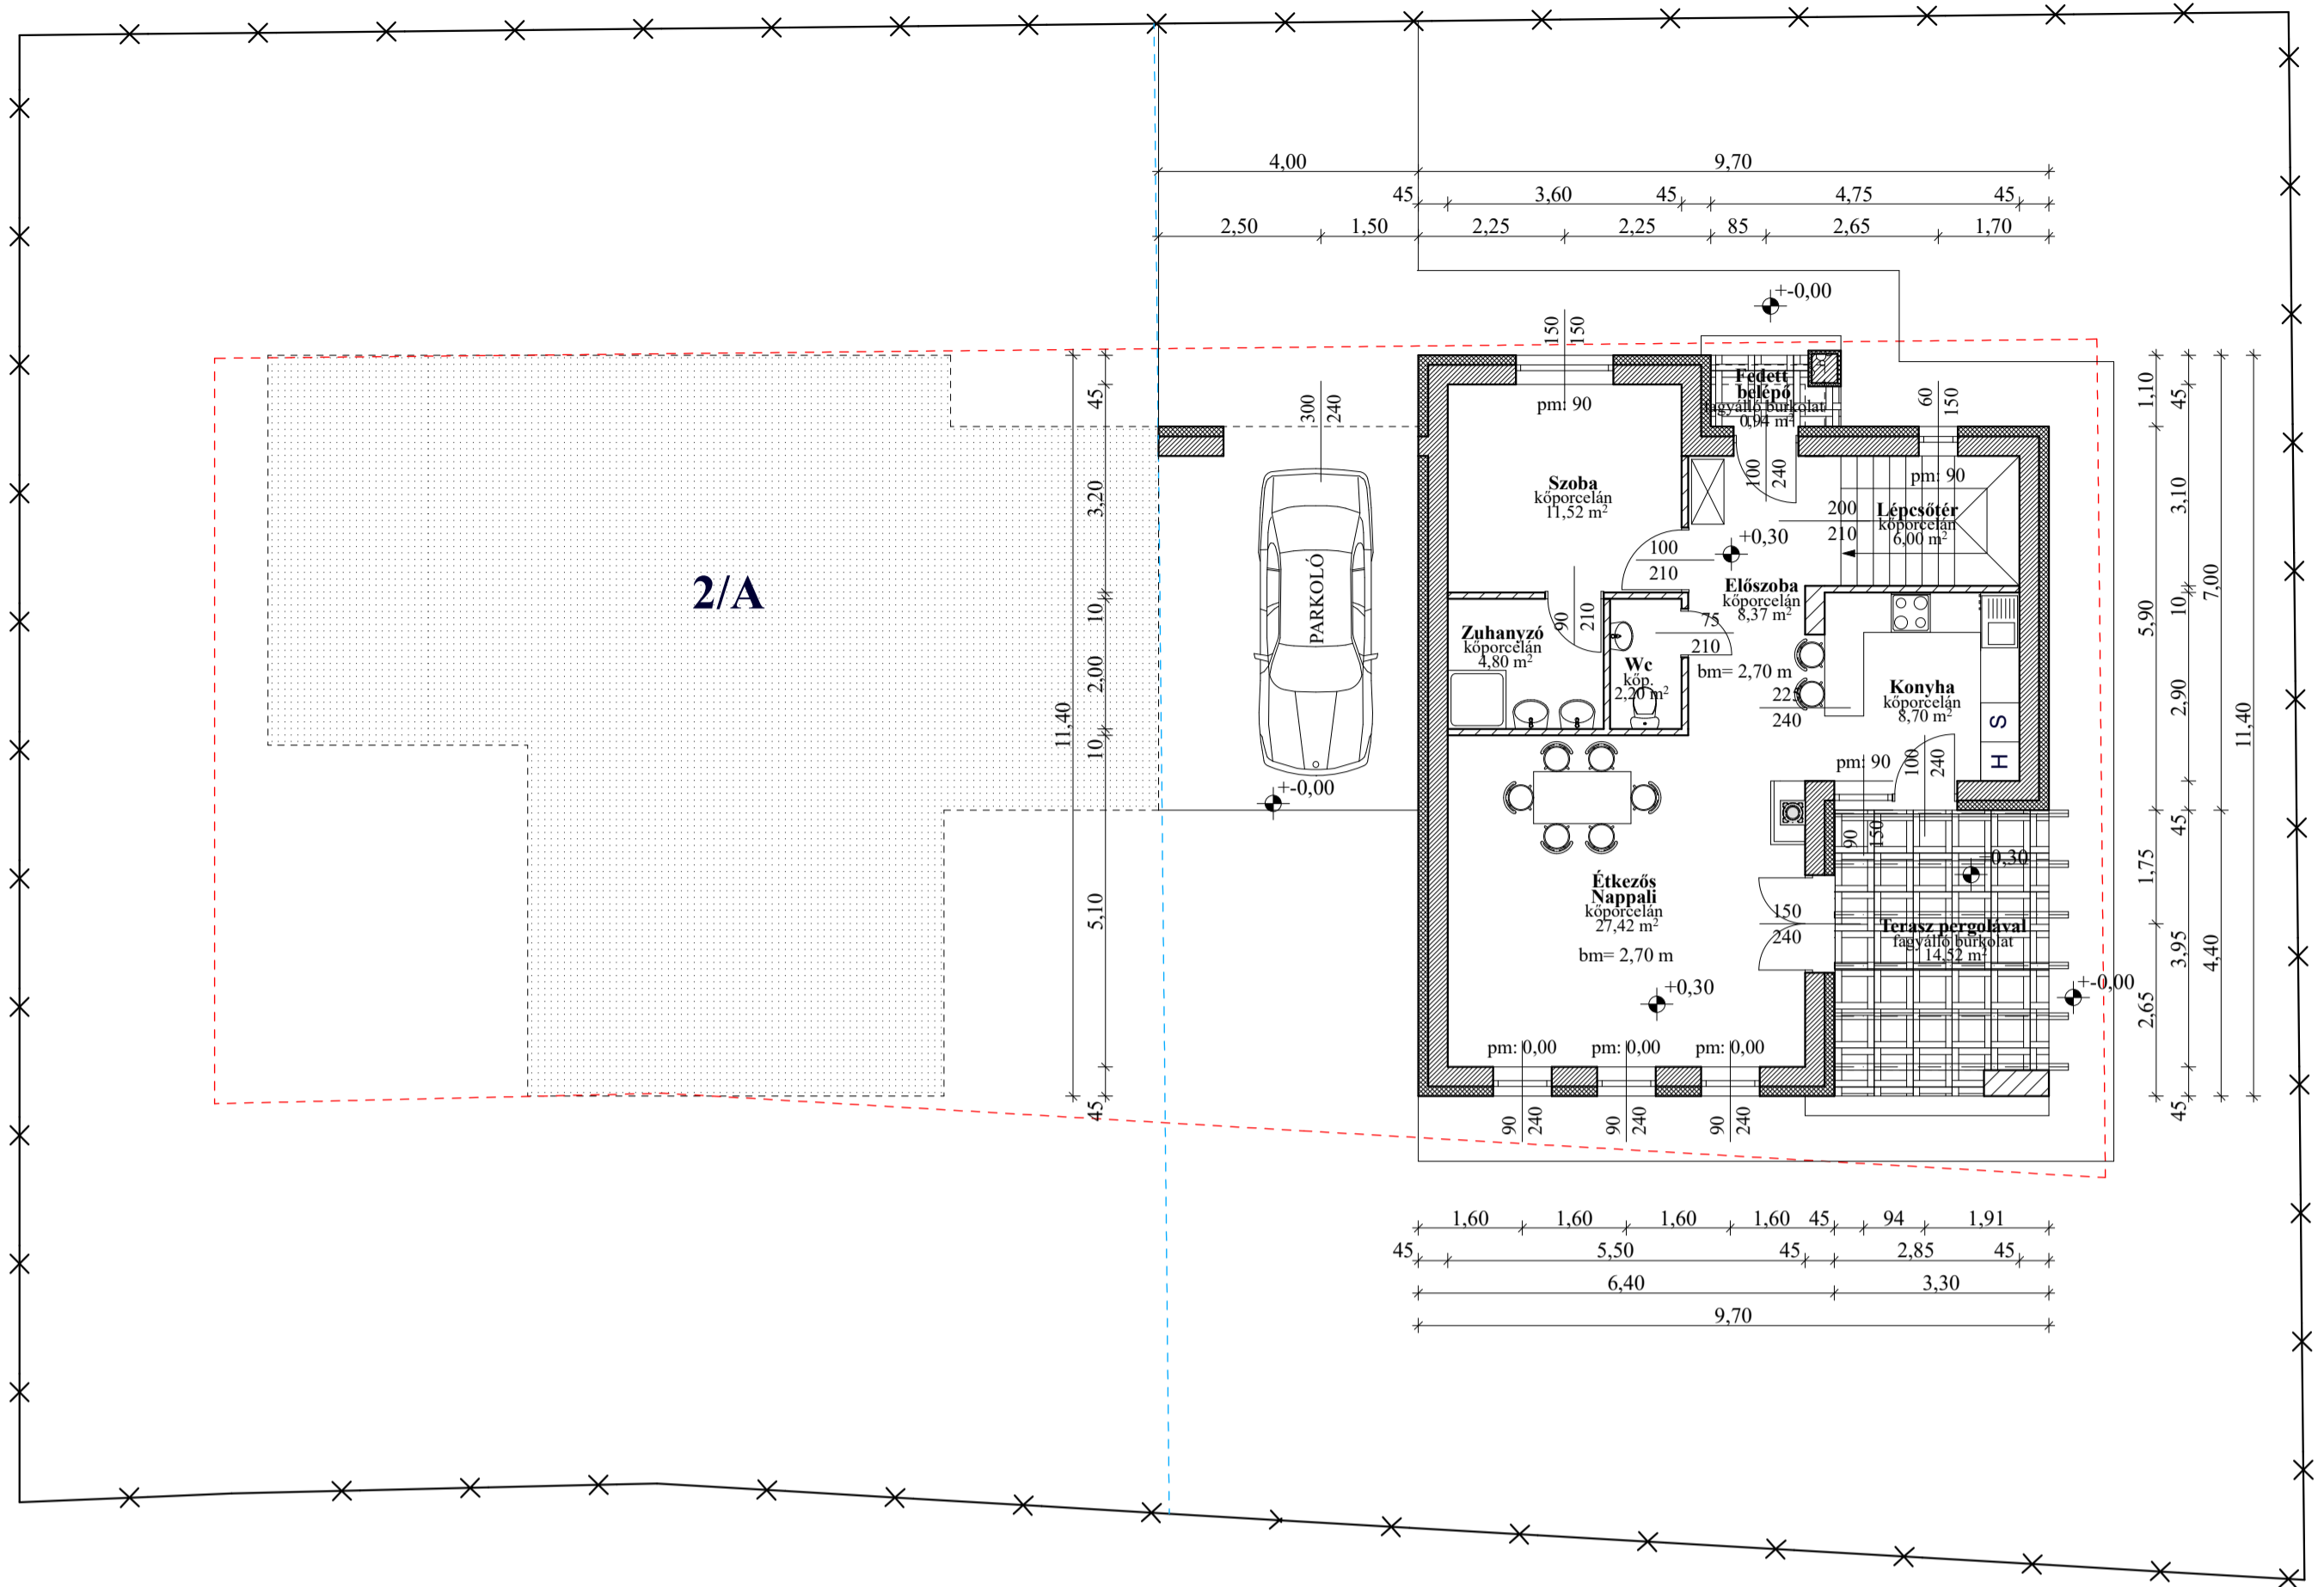 4,00
9,70
45
3,60
45
4,75
45
2,50
1,50
2,25
2,25
85
2,65
1,70
+-0,00
150
150
pm: 90
Fedett
belépő
fagyálló burkolat
0,94 m²
60
150
pm: 90
300
240
100
240
Szoba
kőporcelán
11,52 m²
200
210
Lépcsőtér
kőporcelán
6,00 m²
+0,30
100
210
Előszoba
kőporcelán
8,37 m²
2/A
PARKOLÓ
90
210
75
210
Zuhanyzó
kőporcelán
4,80 m²
Wc
kőp.
2,20 m²
bm= 2,70 m
240
Konyha
kőporcelán
8,70 m²
S
H
pm: 90
100
240
+-0,00
90
150
+0,30
Étkezős
Nappali
kőporcelán
27,42 m²
bm= 2,70 m
150
240
Terasz pergolával
fagyálló burkolat
14,52 m²
+0,30
+-0,00
pm: 0,00
pm: 0,00
pm: 0,00
90
240
90
240
90
240
11,40
45
3,20
10
2,00
10
5,10
45
1,10
5,90
1,75
2,65
45
3,10
10
2,90
45
3,95
45
7,00
4,40
11,40
1,60
1,60
1,60
1,60
45
94
1,91
45
5,50
45
2,85
45
6,40
3,30
9,70